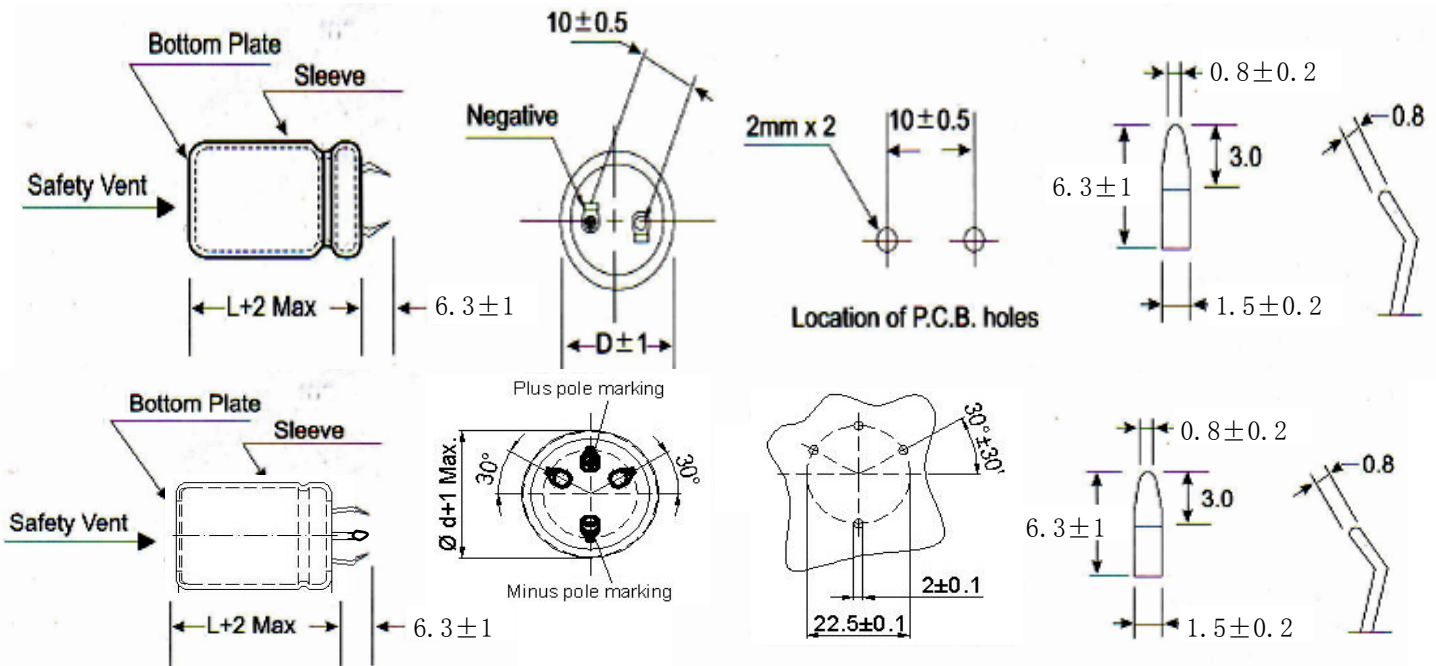 Bottom Plate
Sleeve
Safety Vent
L+2 Max
6.3±1
10±0.5
Negative
D±1
2mm x 2
10±0.5
Location of P.C.B. holes
0.8±0.2
6.3±1
3.0
1.5±0.2
0.8
Bottom Plate
Sleeve
Safety Vent
L+2 Max
6.3±1
Plus pole marking
30°
30°
Ø d+1 Max.
Minus pole marking
30°±30'
2±0.1
22.5±0.1
0.8±0.2
6.3±1
3.0
1.5±0.2
0.8